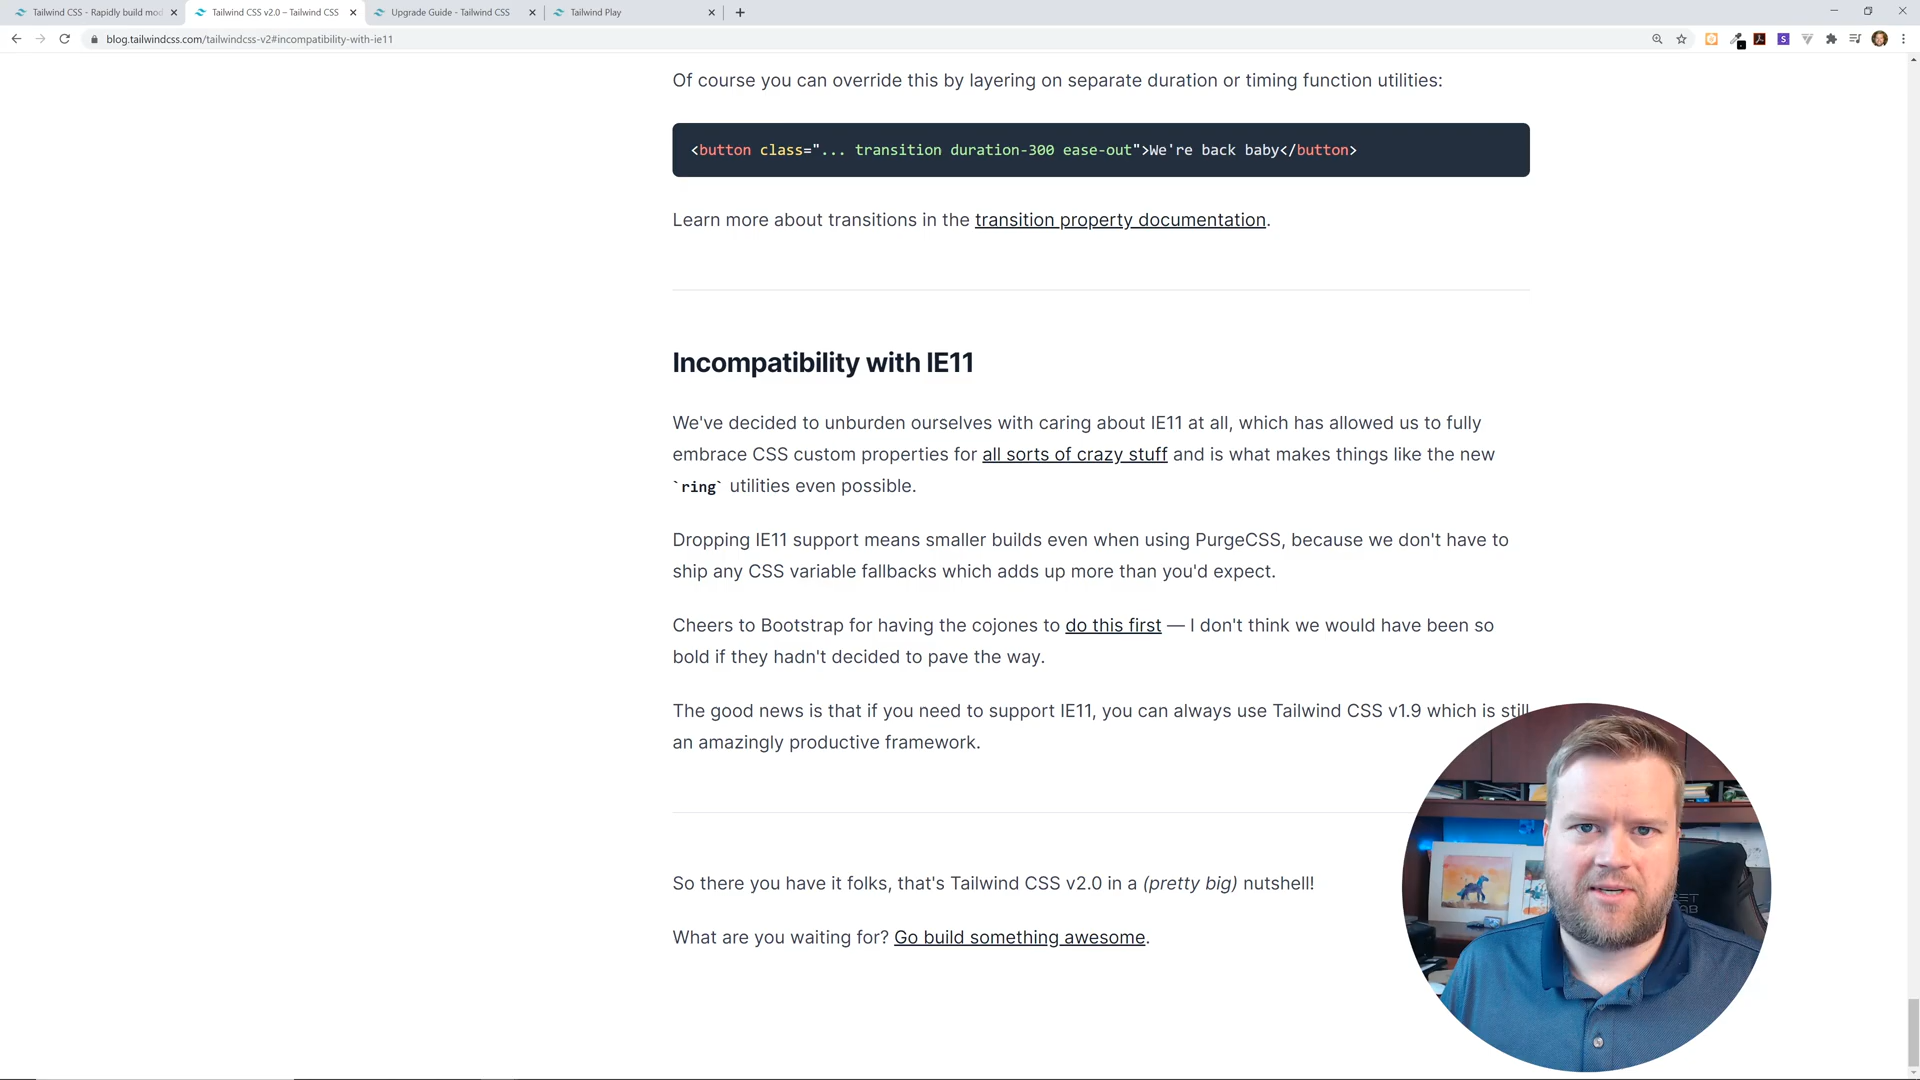 Tailwind CSS - Rapidly build mod
Tailwind CSS v2.0 – Tailwind CSS
Upgrade Guide - Tailwind CSS
Tailwind Play
blog.tailwindcss.com/tailwindcss-v2#incompatibility-with-ie11
Of course you can override this by layering on separate duration or timing function utilities:
<button class="... transition duration-300 ease-out">We're back baby</button>
Learn more about transitions in the transition property documentation.
Incompatibility with IE11
We've decided to unburden ourselves with caring about IE11 at all, which has allowed us to fully
embrace CSS custom properties for all sorts of crazy stuff and is what makes things like the new
`ring` utilities even possible.
Dropping IE11 support means smaller builds even when using PurgeCSS, because we don't have to
ship any CSS variable fallbacks which adds up more than you'd expect.
Cheers to Bootstrap for having the cojones to do this first — I don't think we would have been so
bold if they hadn't decided to pave the way.
The good news is that if you need to support IE11, you can always use Tailwind CSS v1.9 which is still
an amazingly productive framework.
So there you have it folks, that's Tailwind CSS v2.0 in a (pretty big) nutshell!
What are you waiting for? Go build something awesome.